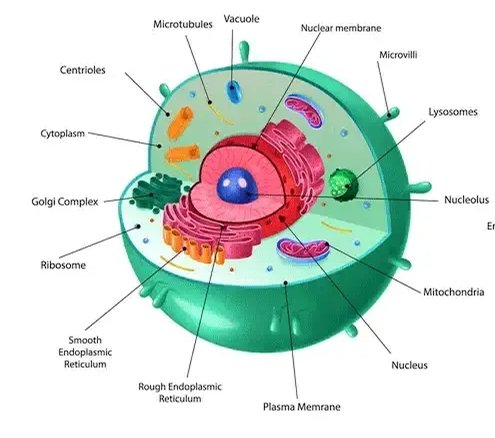 Microtubules
Vacuole
Nuclear membrane
Microvilli
Centrioles
Lysosomes
Cytoplasm
Golgi Complex
Nucleolus
Er
Ribosome
Mitochondria
Smooth
Endoplasmic
Reticulum
Nucleus
Rough Endoplasmic
Reticulum
Plasma Memrane